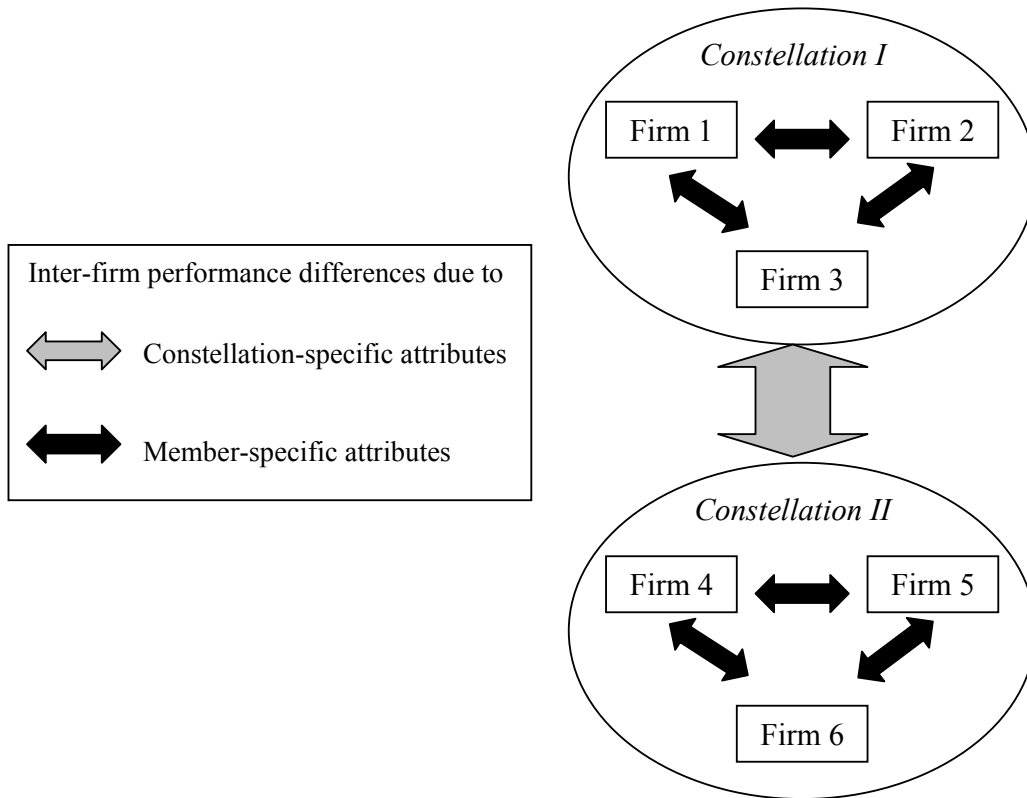 Constellation I
Firm 1
Firm 2
Firm 3
Inter-firm performance differences due to
Constellation-specific attributes
Member-specific attributes
Constellation II
Firm 4
Firm 5
Firm 6